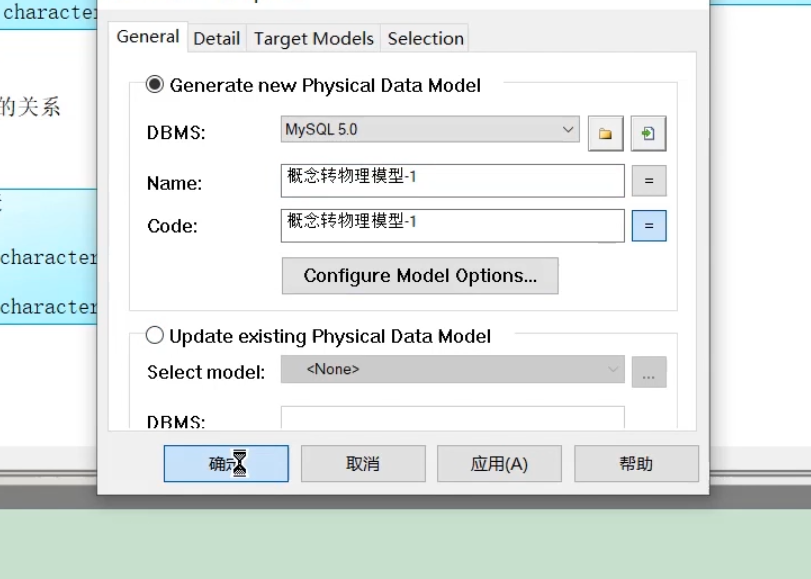 character
General Detail Target Models Selection
Generate new Physical Data Model
的关系
DBMS: MySQL 5.0
Name: 概念转物理模型-1 =
Code: 概念转物理模型-1 =
character
Configure Model Options...
character
Update existing Physical Data Model
Select model: <None> ...
DBMS:
确定 取消 应用(A) 帮助